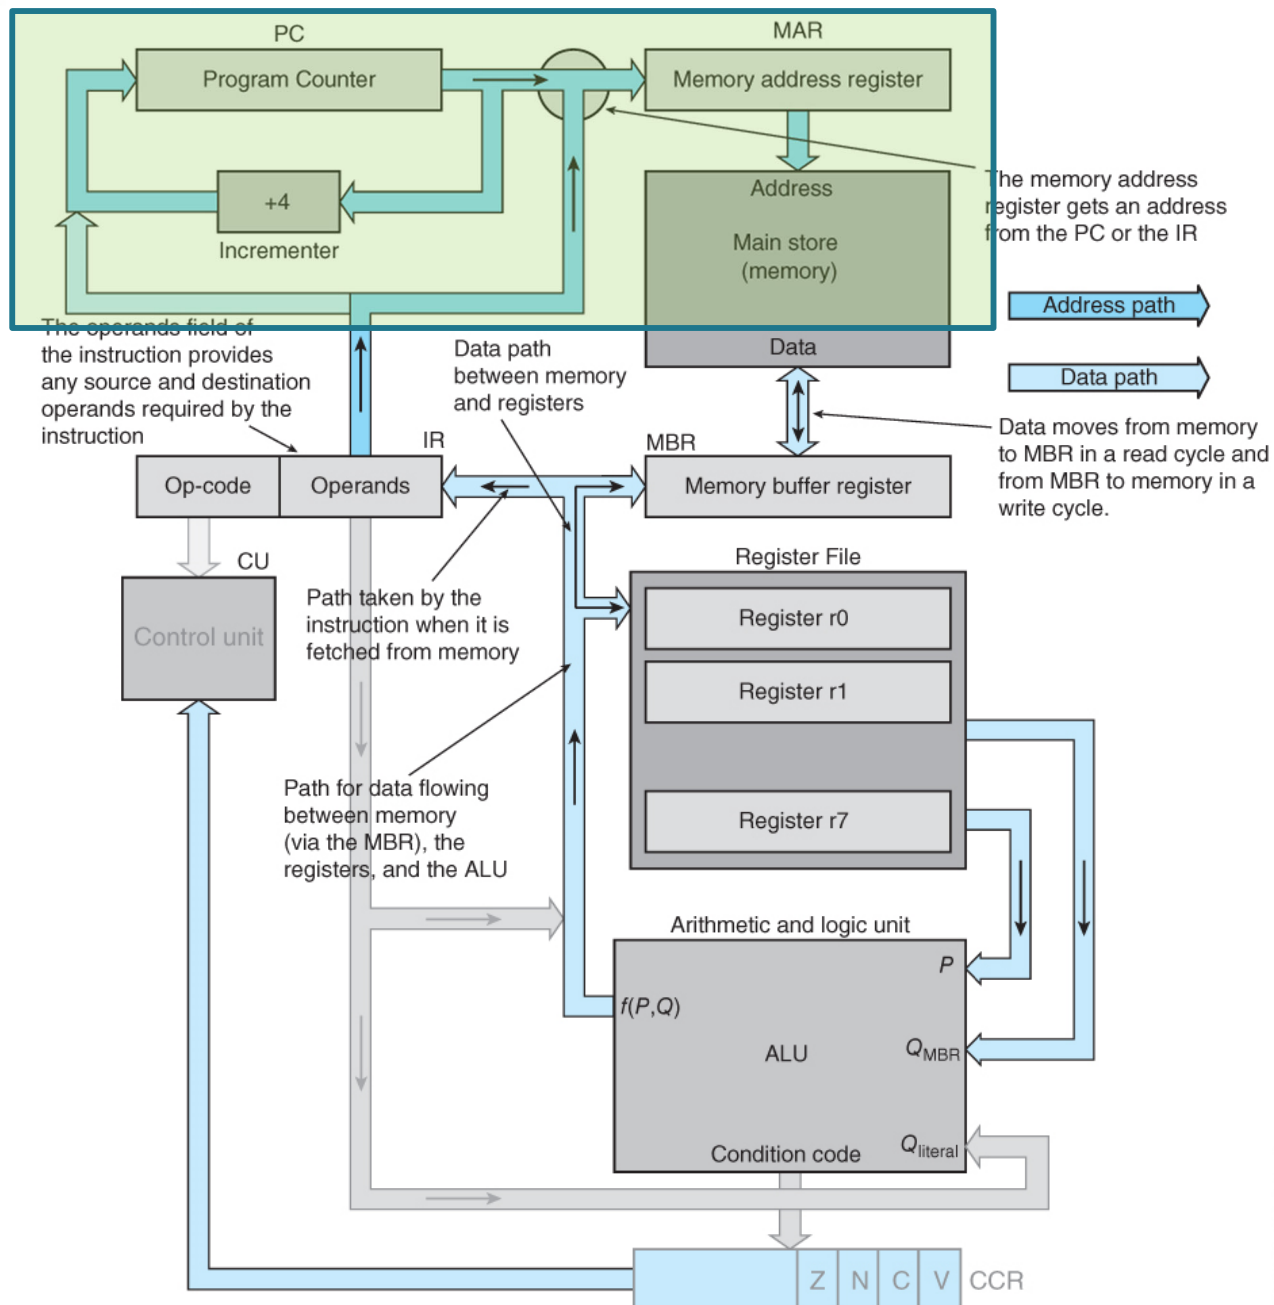 PC
MAR
Program Counter
Memory address register
+4
Incrementer
Address
Main store
(memory)
The memory address
register gets an address
from the PC or the IR
Address path
Data path
The operands field of
the instruction provides
any source and destination
operands required by the
instruction
Data path
between memory
and registers
Data
Data moves from memory
to MBR in a read cycle and
from MBR to memory in a
write cycle.
IR
MBR
Op-code
Operands
Memory buffer register
CU
Control unit
Path taken by the
instruction when it is
fetched from memory
Register File
Register r0
Register r1
Register r7
Path for data flowing
between memory
(via the MBR), the
registers, and the ALU
Arithmetic and logic unit
P
f(P,Q)
ALU
QMBR
Qliteral
Condition code
Z N C V CCR